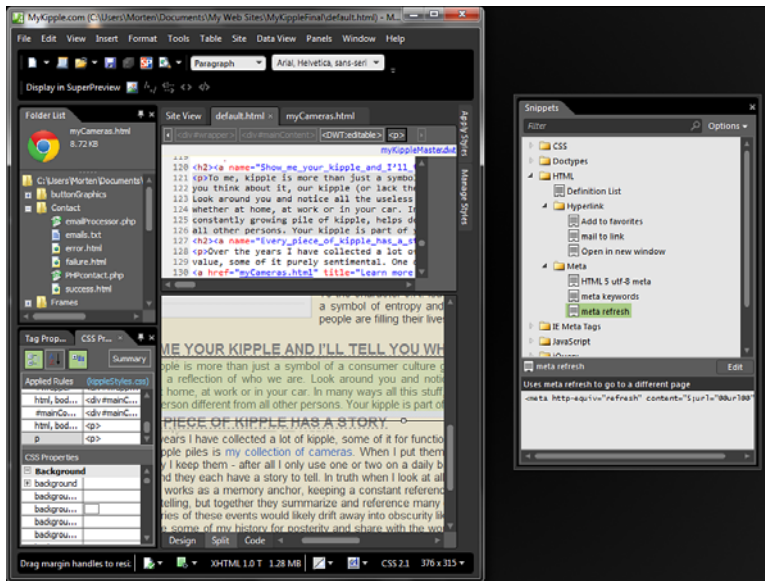 MyKipple.com (C:\Users\Morten\Documents\My Web Sites\MyKippleFinal\default.html) - M...
File Edit View Insert Format Tools Table Site Data View Panels Window Help
Paragraph
Arial, Helvetica, sans-serif
Display in SuperPreview
Folder List
myCameras.html
8.72 KB
C:\Users\Morten\Documents\
buttonGraphics
Contact
emailProcessor.php
emails.txt
error.html
failure.html
PHPcontact.php
success.html
Frames
Site View default.html × myCameras.html
<div#wrapper> <div#mainContent> <DWT:editable> <p>
myKippleMaster.dwt
120 <h2><a name="Show_me_your_kipple_and_I'll_
121 <p>To me, kipple is more than just a symbo
122 you think about it, our kipple (or lack the
123 Look around you and notice all the useless
124 whether at home, at work or in your car. In
125 constantly growing pile of kipple, helps de
126 all other persons. Your kipple is part of y
127 <h2><a name="Every_piece_of_kipple_has_a_st
128 <p>Over the years I have collected a lot o
129 value, some of it purely sentimental. One
130 <a href="myCameras.html" title="Learn more
Apply Styles
Manage Styles
a symbol of entropy and
people are filling their lives
ME YOUR KIPPLE AND I'LL TELL YOU WH
pple is more than just a symbol of a consumer culture g
a reflection of who we are. Look around you and noti
home, at work or in your car. In many ways all this stuff,
erson different from all other persons. Your kipple is part of
PIECE OF KIPPLE HAS A STORY
years I have collected a lot of kipple, some of it for functio
pple piles is my collection of cameras. When I put them
y I keep them - after all I only use one or two on a daily b
nd they each have a story to tell. In truth when I look at all
works as a memory anchor, keeping a constant referenc
telling, but together they summarize and reference many
ries of these events would likely drift away into obscurity lik
e some of my history for posterity and share with the wo
Design Split Code
Tag Prop... CSS Pr... ×
Summary
Applied Rules (kippleStyles.css)
html, bod... <div#mainC...
#mainCo... <div#mainC...
html, bod... <p>
p <p>
CSS Properties
Background
background
backgrou...
backgrou...
backgrou...
backgrou...
backgrou...
Drag margin handles to resi: XHTML 1.0 T 1.28 MB CSS 2.1 376 x 315
Snippets
Filter Options
CSS
Doctypes
HTML
Definition List
Hyperlink
Add to favorites
mail to link
Open in new window
Meta
HTML 5 utf-8 meta
meta keywords
meta refresh
IE Meta Tags
JavaScript
jQuery
meta refresh Edit
Uses meta refresh to go to a different page
<meta http-equiv="refresh" content="$|url="00url00"